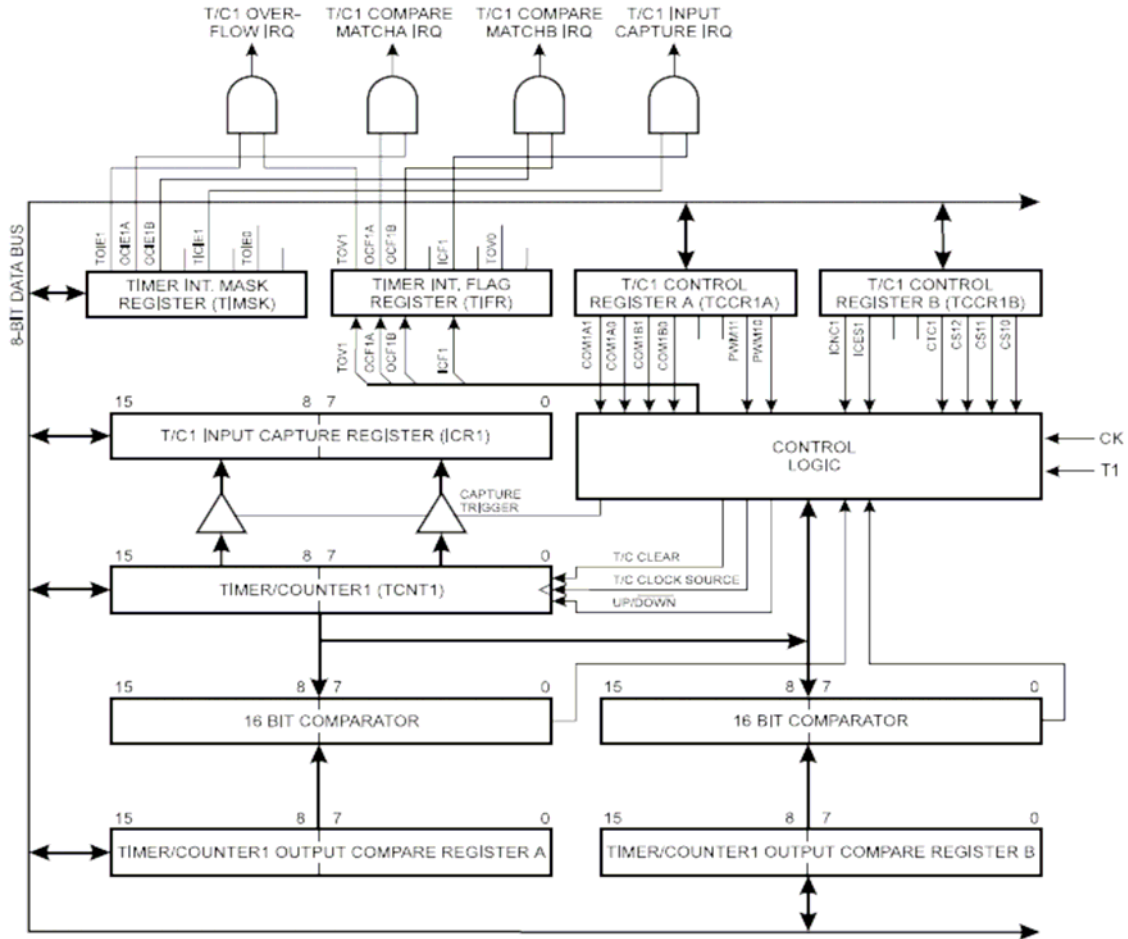 T/C1 OVER-
FLOW IRQ
T/C1 COMPARE
MATCHA IRQ
T/C1 COMPARE
MATCHB IRQ
T/C1 INPUT
CAPTURE IRQ
8-BIT DATA BUS
TOIE1
OCIE1A
OCIE1B
TICIE1
TOIE0
TOV1
OCF1A
OCF1B
ICF1
TOV0
TIMER INT. MASK
REGISTER (TIMSK)
TIMER INT. FLAG
REGISTER (TIFR)
T/C1 CONTROL
REGISTER A (TCCR1A)
T/C1 CONTROL
REGISTER B (TCCR1B)
TOV1
OCF1A
OCF1B
ICF1
COM1A1
COM1A0
COM1B1
COM1B0
PWM11
PWM10
ICNC1
ICES1
CTC1
CS12
CS11
CS10
15 8 7 0
T/C1 INPUT CAPTURE REGISTER (ICR1)
CONTROL
LOGIC
CK
T1
CAPTURE
TRIGGER
15 8 7 0
TIMER/COUNTER1 (TCNT1)
T/C CLEAR
T/C CLOCK SOURCE
UP/DOWN
15 8 7 0
16 BIT COMPARATOR
15 8 7 0
16 BIT COMPARATOR
15 8 7 0
TIMER/COUNTER1 OUTPUT COMPARE REGISTER A
15 8 7 0
TIMER/COUNTER1 OUTPUT COMPARE REGISTER B